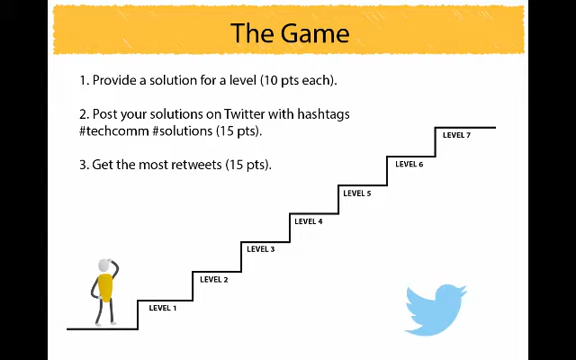 The Game
1. Provide a solution for a level (10 pts each).
2. Post your solutions on Twitter with hashtags
#techcomm #solutions (15 pts).
3. Get the most retweets (15 pts).
LEVEL 7
LEVEL 6
LEVEL 5
LEVEL 4
LEVEL 3
LEVEL 2
LEVEL 1